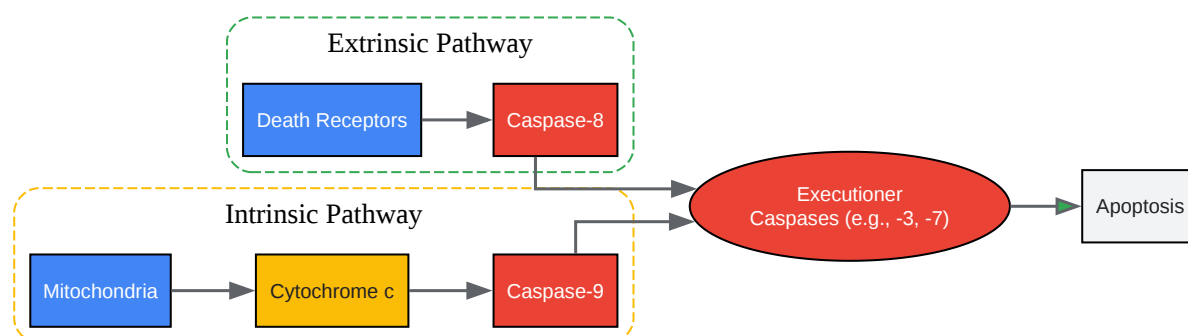 Extrinsic Pathway
Death Receptors
Caspase-8
Intrinsic Pathway
Mitochondria
Cytochrome c
Caspase-9
Executioner
Caspases (e.g., -3, -7)
Apoptosis